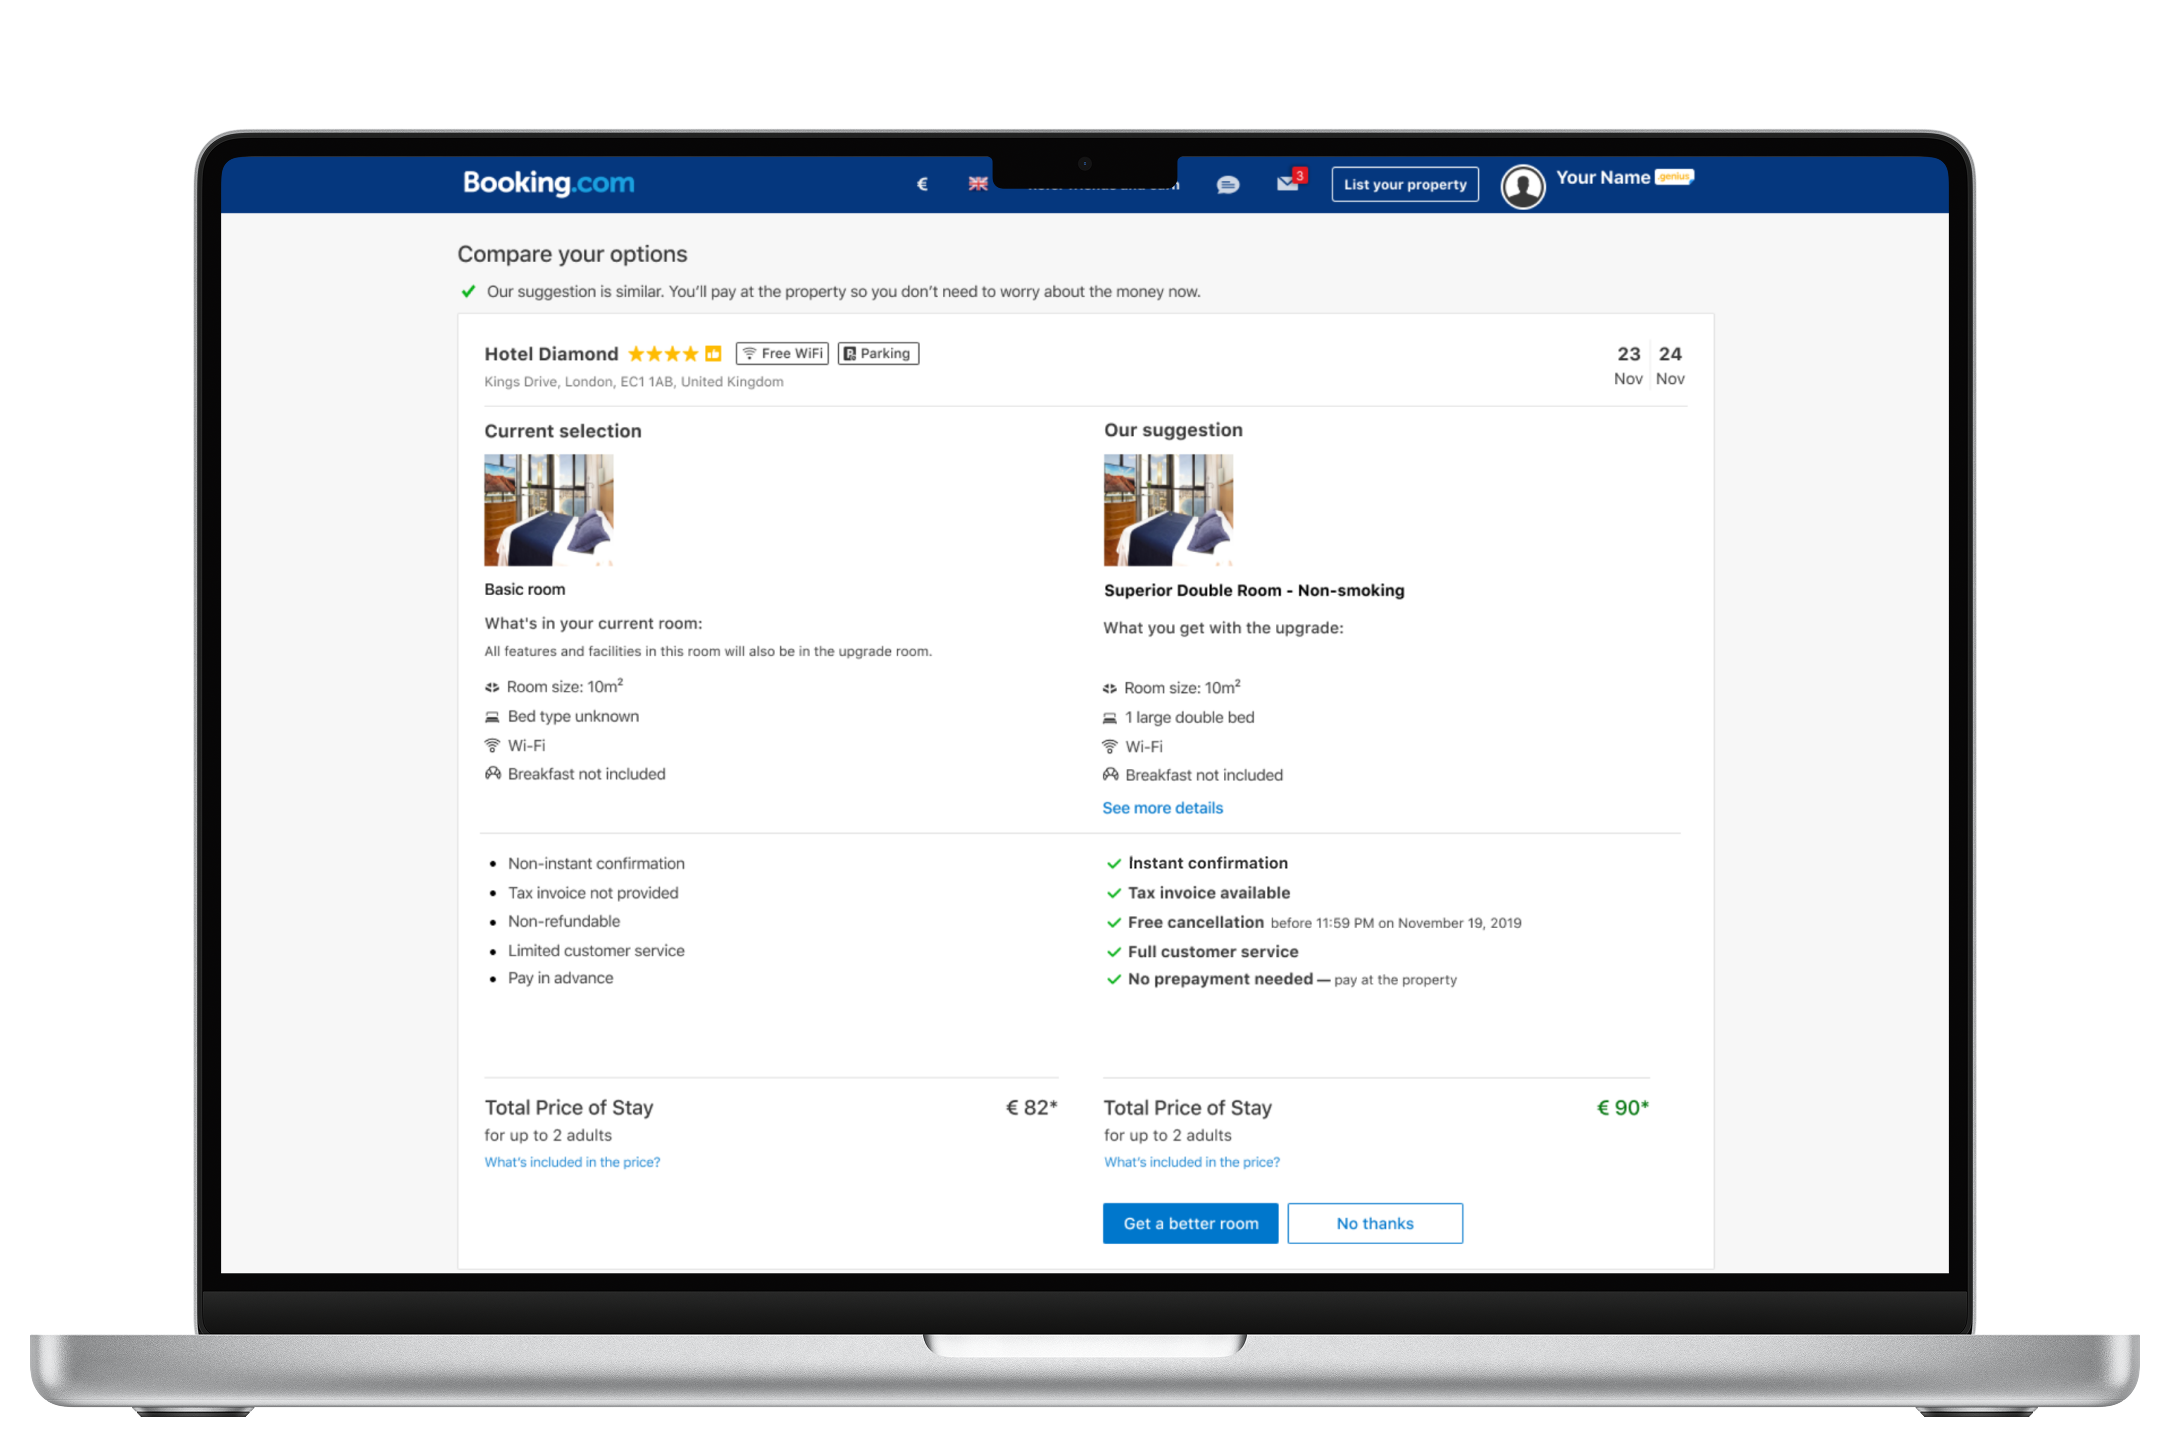 Booking.com
€
3
List your property
Your Name .genius
Compare your options
Our suggestion is similar. You'll pay at the property so you don't need to worry about the money now.
Hotel Diamond Free WiFi Parking
Kings Drive, London, EC1 1AB, United Kingdom
23 24
Nov Nov
Current selection
Basic room
What's in your current room:
All features and facilities in this room will also be in the upgrade room.
Room size: 10m²
Bed type unknown
Wi-Fi
Breakfast not included
Our suggestion
Superior Double Room - Non-smoking
What you get with the upgrade:
Room size: 10m²
1 large double bed
Wi-Fi
Breakfast not included
See more details
Non-instant confirmation
Tax invoice not provided
Non-refundable
Limited customer service
Pay in advance
Instant confirmation
Tax invoice available
Free cancellation before 11:59 PM on November 19, 2019
Full customer service
No prepayment needed — pay at the property
Total Price of Stay € 82*
for up to 2 adults
What's included in the price?
Total Price of Stay € 90*
for up to 2 adults
What's included in the price?
Get a better room
No thanks